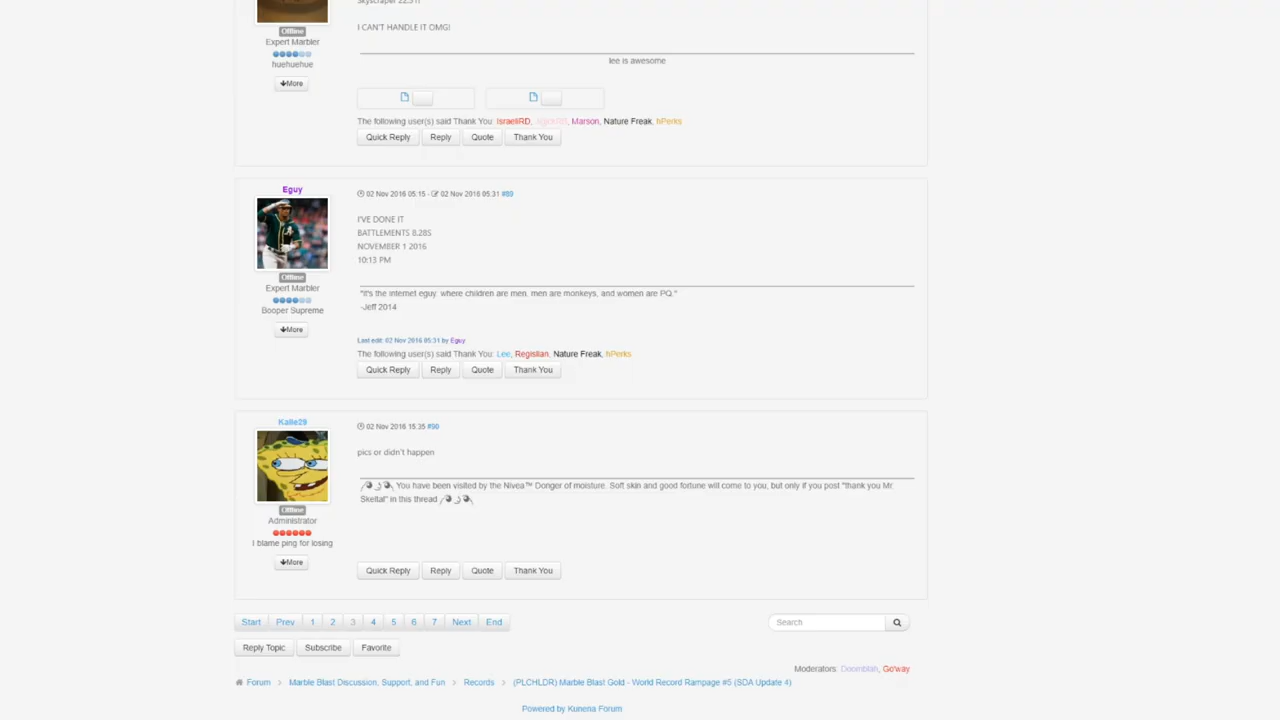 I CAN'T HANDLE IT OMG!
Offline
Expert Marbler
huehuehue
More
lee is awesome
The following user(s) said Thank You: IsraeliRD, Marson, Nature Freak, hPerks
Quick Reply Reply Quote Thank You
Eguy
02 Nov 2016 05:15 - 02 Nov 2016 05:31 #89
I'VE DONE IT
BATTLEMENTS 8.28S
NOVEMBER 1 2016
10:13 PM
Offline
Expert Marbler
Booper Supreme
More
"It's the internet eguy. where children are men, men are monkeys, and women are PQ."
-Jeff 2014
Last edit: 02 Nov 2016 05:31 by Eguy
The following user(s) said Thank You: Lee, Regislian, Nature Freak, hPerks
Quick Reply Reply Quote Thank You
Kalle29
02 Nov 2016 15:35 #90
pics or didn't happen
Offline
Administrator
I blame ping for losing
More
You have been visited by the Nivea™ Donger of moisture. Soft skin and good fortune will come to you, but only if you post "thank you Mr.
Skeltal" in this thread
Quick Reply Reply Quote Thank You
Start Prev 1 2 3 4 5 6 7 Next End
Search
Reply Topic Subscribe Favorite
Moderators: Doomblah, Go'way
Forum > Marble Blast Discussion, Support, and Fun > Records > (PLCHLDR) Marble Blast Gold - World Record Rampage #5 (SDA Update 4)
Powered by Kunena Forum